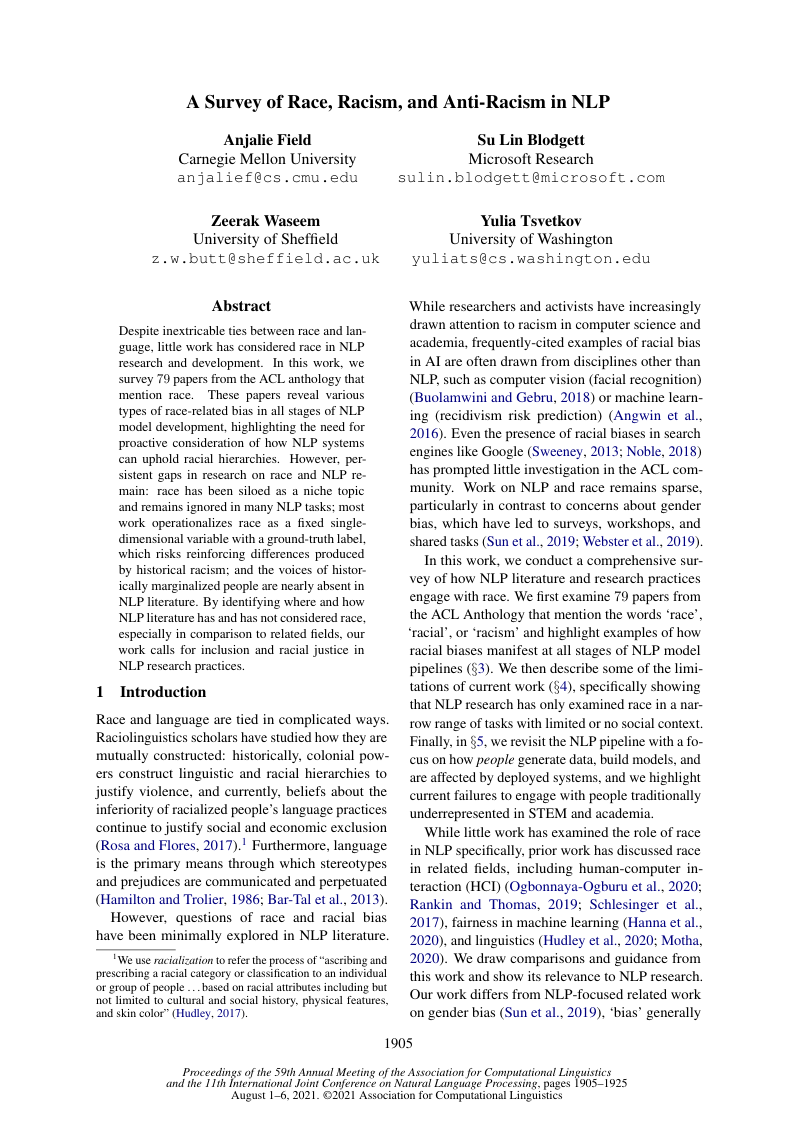 A Survey of Race, Racism, and Anti-Racism in NLP
Anjalie Field
Carnegie Mellon University
anjalief@cs.cmu.edu
Su Lin Blodgett
Microsoft Research
sulin.blodgett@microsoft.com
Zeerak Waseem
University of Sheffield
z.w.butt@sheffield.ac.uk
Yulia Tsvetkov
University of Washington
yuliats@cs.washington.edu
Abstract
Despite inextricable ties between race and lan-
guage, little work has considered race in NLP
research and development. In this work, we
survey 79 papers from the ACL anthology that
mention race. These papers reveal various
types of race-related bias in all stages of NLP
model development, highlighting the need for
proactive consideration of how NLP systems
can uphold racial hierarchies. However, per-
sistent gaps in research on race and NLP re-
main: race has been siloed as a niche topic
and remains ignored in many NLP tasks; most
work operationalizes race as a fixed single-
dimensional variable with a ground-truth label,
which risks reinforcing differences produced
by historical racism; and the voices of histor-
ically marginalized people are nearly absent in
NLP literature. By identifying where and how
NLP literature has and has not considered race,
especially in comparison to related fields, our
work calls for inclusion and racial justice in
NLP research practices.
1 Introduction
Race and language are tied in complicated ways.
Raciolinguistics scholars have studied how they are
mutually constructed: historically, colonial pow-
ers construct linguistic and racial hierarchies to
justify violence, and currently, beliefs about the
inferiority of racialized people's language practices
continue to justify social and economic exclusion
(Rosa and Flores, 2017).1 Furthermore, language
is the primary means through which stereotypes
and prejudices are communicated and perpetuated
(Hamilton and Trolier, 1986; Bar-Tal et al., 2013).
However, questions of race and racial bias
have been minimally explored in NLP literature.
1We use racialization to refer the process of “ascribing and
prescribing a racial category or classification to an individual
or group of people . . . based on racial attributes including but
not limited to cultural and social history, physical features,
and skin color” (Hudley, 2017).
While researchers and activists have increasingly
drawn attention to racism in computer science and
academia, frequently-cited examples of racial bias
in AI are often drawn from disciplines other than
NLP, such as computer vision (facial recognition)
(Buolamwini and Gebru, 2018) or machine learn-
ing (recidivism risk prediction) (Angwin et al.,
2016). Even the presence of racial biases in search
engines like Google (Sweeney, 2013; Noble, 2018)
has prompted little investigation in the ACL com-
munity. Work on NLP and race remains sparse,
particularly in contrast to concerns about gender
bias, which have led to surveys, workshops, and
shared tasks (Sun et al., 2019; Webster et al., 2019).
In this work, we conduct a comprehensive sur-
vey of how NLP literature and research practices
engage with race. We first examine 79 papers from
the ACL Anthology that mention the words ‘race’,
‘racial’, or ‘racism’ and highlight examples of how
racial biases manifest at all stages of NLP model
pipelines (§3). We then describe some of the limi-
tations of current work (§4), specifically showing
that NLP research has only examined race in a nar-
row range of tasks with limited or no social context.
Finally, in §5, we revisit the NLP pipeline with a fo-
cus on how people generate data, build models, and
are affected by deployed systems, and we highlight
current failures to engage with people traditionally
underrepresented in STEM and academia.
While little work has examined the role of race
in NLP specifically, prior work has discussed race
in related fields, including human-computer in-
teraction (HCI) (Ogbonnaya-Ogburu et al., 2020;
Rankin and Thomas, 2019; Schlesinger et al.,
2017), fairness in machine learning (Hanna et al.,
2020), and linguistics (Hudley et al., 2020; Motha,
2020). We draw comparisons and guidance from
this work and show its relevance to NLP research.
Our work differs from NLP-focused related work
on gender bias (Sun et al., 2019), ‘bias’ generally
1905
Proceedings of the 59th Annual Meeting of the Association for Computational Linguistics
and the 11th International Joint Conference on Natural Language Processing, pages 1905–1925
August 1–6, 2021. ©2021 Association for Computational Linguistics